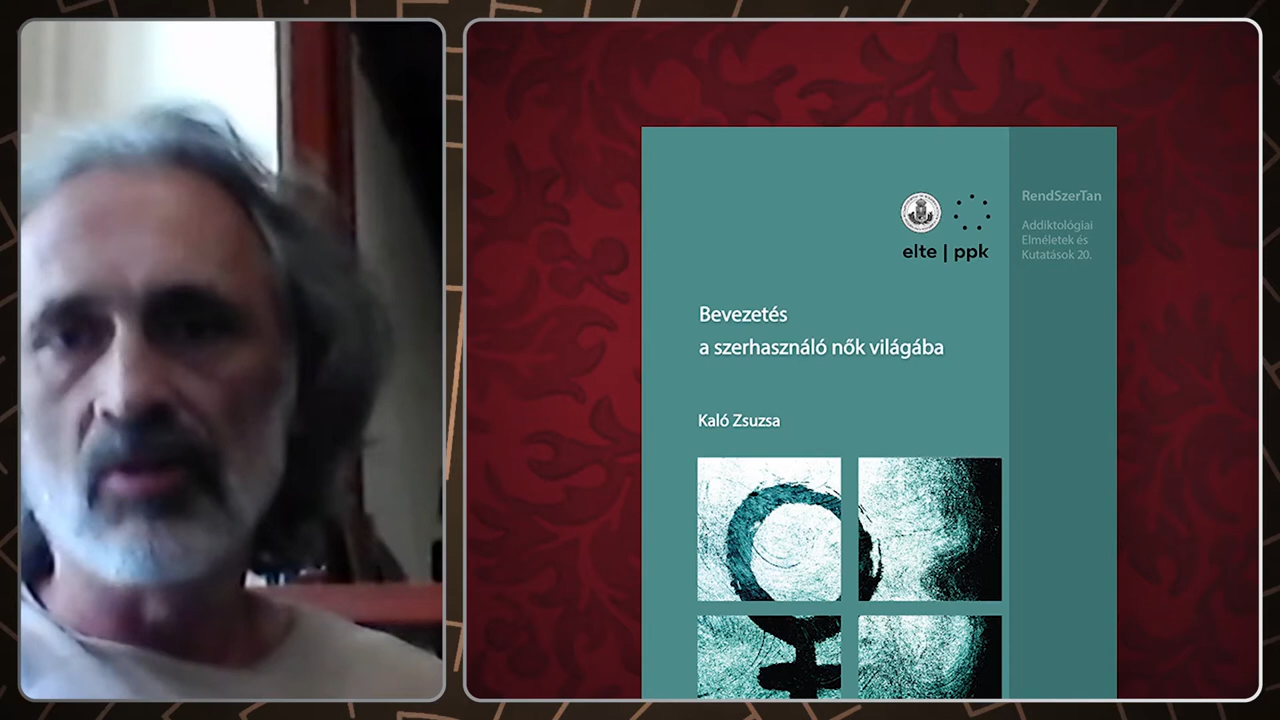 elte | ppk
RendSzerTan
Addiktológiai
Elméletek és
Kutatások 20.
Bevezetés
a szerhasználó nők világába
Kaló Zsuzsa